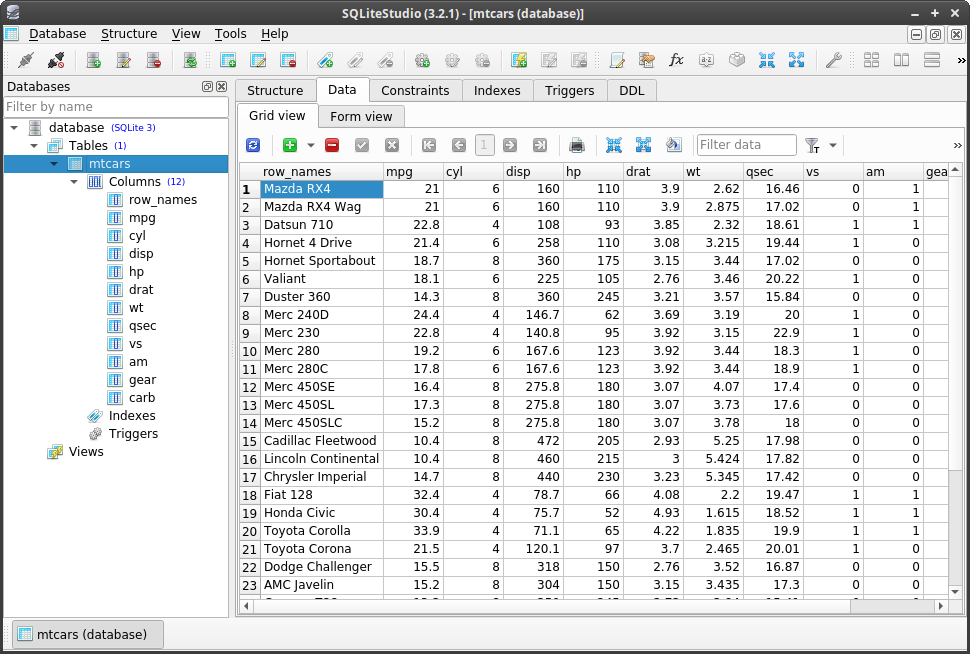 SQLiteStudio (3.2.1) - [mtcars (database)]
Database Structure View Tools Help
Databases
Filter by name
database (SQLite 3)
Tables (1)
mtcars
Columns (12)
row_names
mpg
cyl
disp
hp
drat
wt
qsec
vs
am
gear
carb
Indexes
Triggers
Views
Structure Data Constraints Indexes Triggers DDL
Grid view Form view
1 Filter data
row_names mpg cyl disp hp drat wt qsec vs am gea
1 Mazda RX4 21 6 160 110 3.9 2.62 16.46 0 1
2 Mazda RX4 Wag 21 6 160 110 3.9 2.875 17.02 0 1
3 Datsun 710 22.8 4 108 93 3.85 2.32 18.61 1 1
4 Hornet 4 Drive 21.4 6 258 110 3.08 3.215 19.44 1 0
5 Hornet Sportabout 18.7 8 360 175 3.15 3.44 17.02 0 0
6 Valiant 18.1 6 225 105 2.76 3.46 20.22 1 0
7 Duster 360 14.3 8 360 245 3.21 3.57 15.84 0 0
8 Merc 240D 24.4 4 146.7 62 3.69 3.19 20 1 0
9 Merc 230 22.8 4 140.8 95 3.92 3.15 22.9 1 0
10 Merc 280 19.2 6 167.6 123 3.92 3.44 18.3 1 0
11 Merc 280C 17.8 6 167.6 123 3.92 3.44 18.9 1 0
12 Merc 450SE 16.4 8 275.8 180 3.07 4.07 17.4 0 0
13 Merc 450SL 17.3 8 275.8 180 3.07 3.73 17.6 0 0
14 Merc 450SLC 15.2 8 275.8 180 3.07 3.78 18 0 0
15 Cadillac Fleetwood 10.4 8 472 205 2.93 5.25 17.98 0 0
16 Lincoln Continental 10.4 8 460 215 3 5.424 17.82 0 0
17 Chrysler Imperial 14.7 8 440 230 3.23 5.345 17.42 0 0
18 Fiat 128 32.4 4 78.7 66 4.08 2.2 19.47 1 1
19 Honda Civic 30.4 4 75.7 52 4.93 1.615 18.52 1 1
20 Toyota Corolla 33.9 4 71.1 65 4.22 1.835 19.9 1 1
21 Toyota Corona 21.5 4 120.1 97 3.7 2.465 20.01 1 0
22 Dodge Challenger 15.5 8 318 150 2.76 3.52 16.87 0 0
23 AMC Javelin 15.2 8 304 150 3.15 3.435 17.3 0 0
mtcars (database)